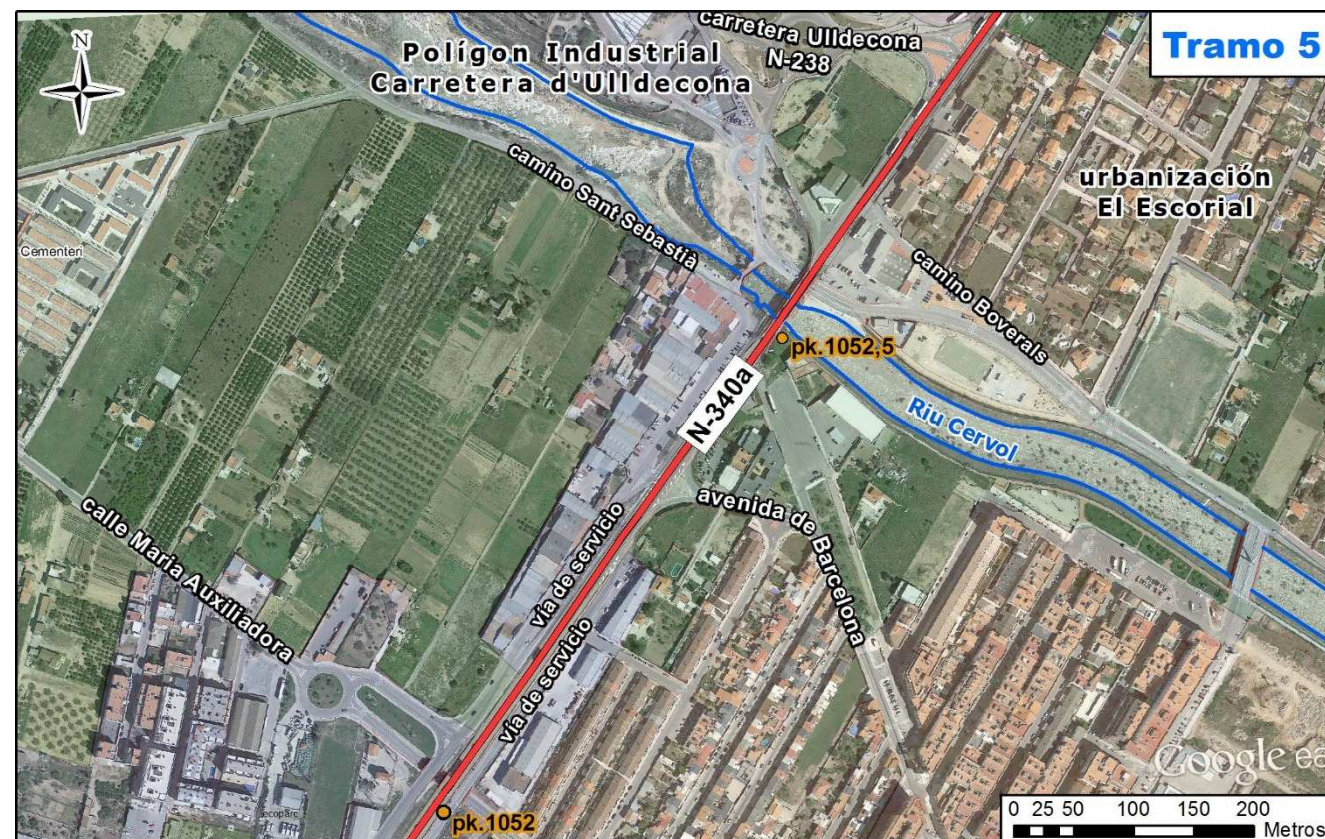 carretera Ulldecona
N-238
Tramo 5
N
Polígon Industrial
Carretera d'Ulldecona
camino Sant Sebastià
urbanización
El Escorial
Cementeri
camino Boverals
pk.1052,5
N-340a
Riu Cervol
avenida de Barcelona
calle Maria Auxiliadora
vía de servicio
vía de servicio
Google ea
ecoparc
pk.1052
0 25 50 100 150 200
Metros